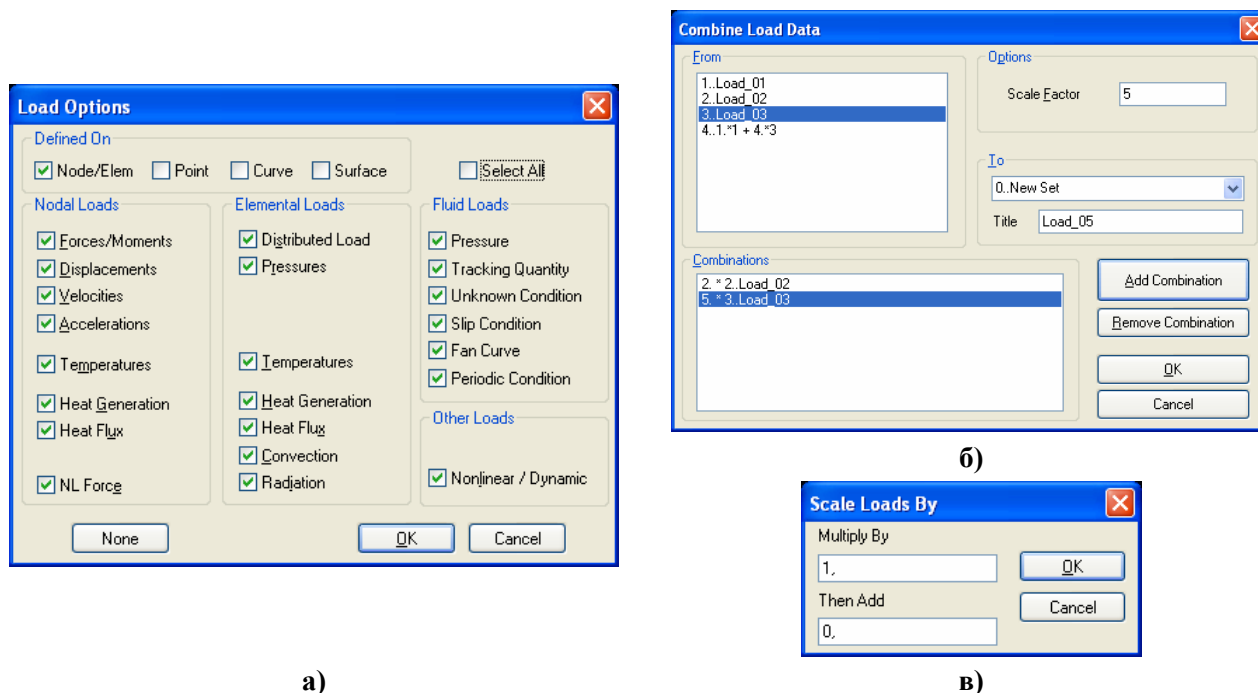 Load Options
Defined On
Node/Elem Point Curve Surface Select All
Nodal Loads
Forces/Moments
Displacements
Velocities
Accelerations
Temperatures
Heat Generation
Heat Flux
NL Force
Elemental Loads
Distributed Load
Pressures
Temperatures
Heat Generation
Heat Flux
Convection
Radiation
Fluid Loads
Pressure
Tracking Quantity
Unknown Condition
Slip Condition
Fan Curve
Periodic Condition
Other Loads
Nonlinear / Dynamic
None OK Cancel
а)
Combine Load Data
From
1..Load_01
2..Load_02
3..Load_03
4..1.*1 + 4.*3
Options
Scale Factor 5
To
0..New Set
Title Load_05
Combinations
2. * 2..Load_02
5. * 3..Load_03
Add Combination
Remove Combination
OK
Cancel
б)
Scale Loads By
Multiply By
1,
OK
Then Add
0,
Cancel
в)